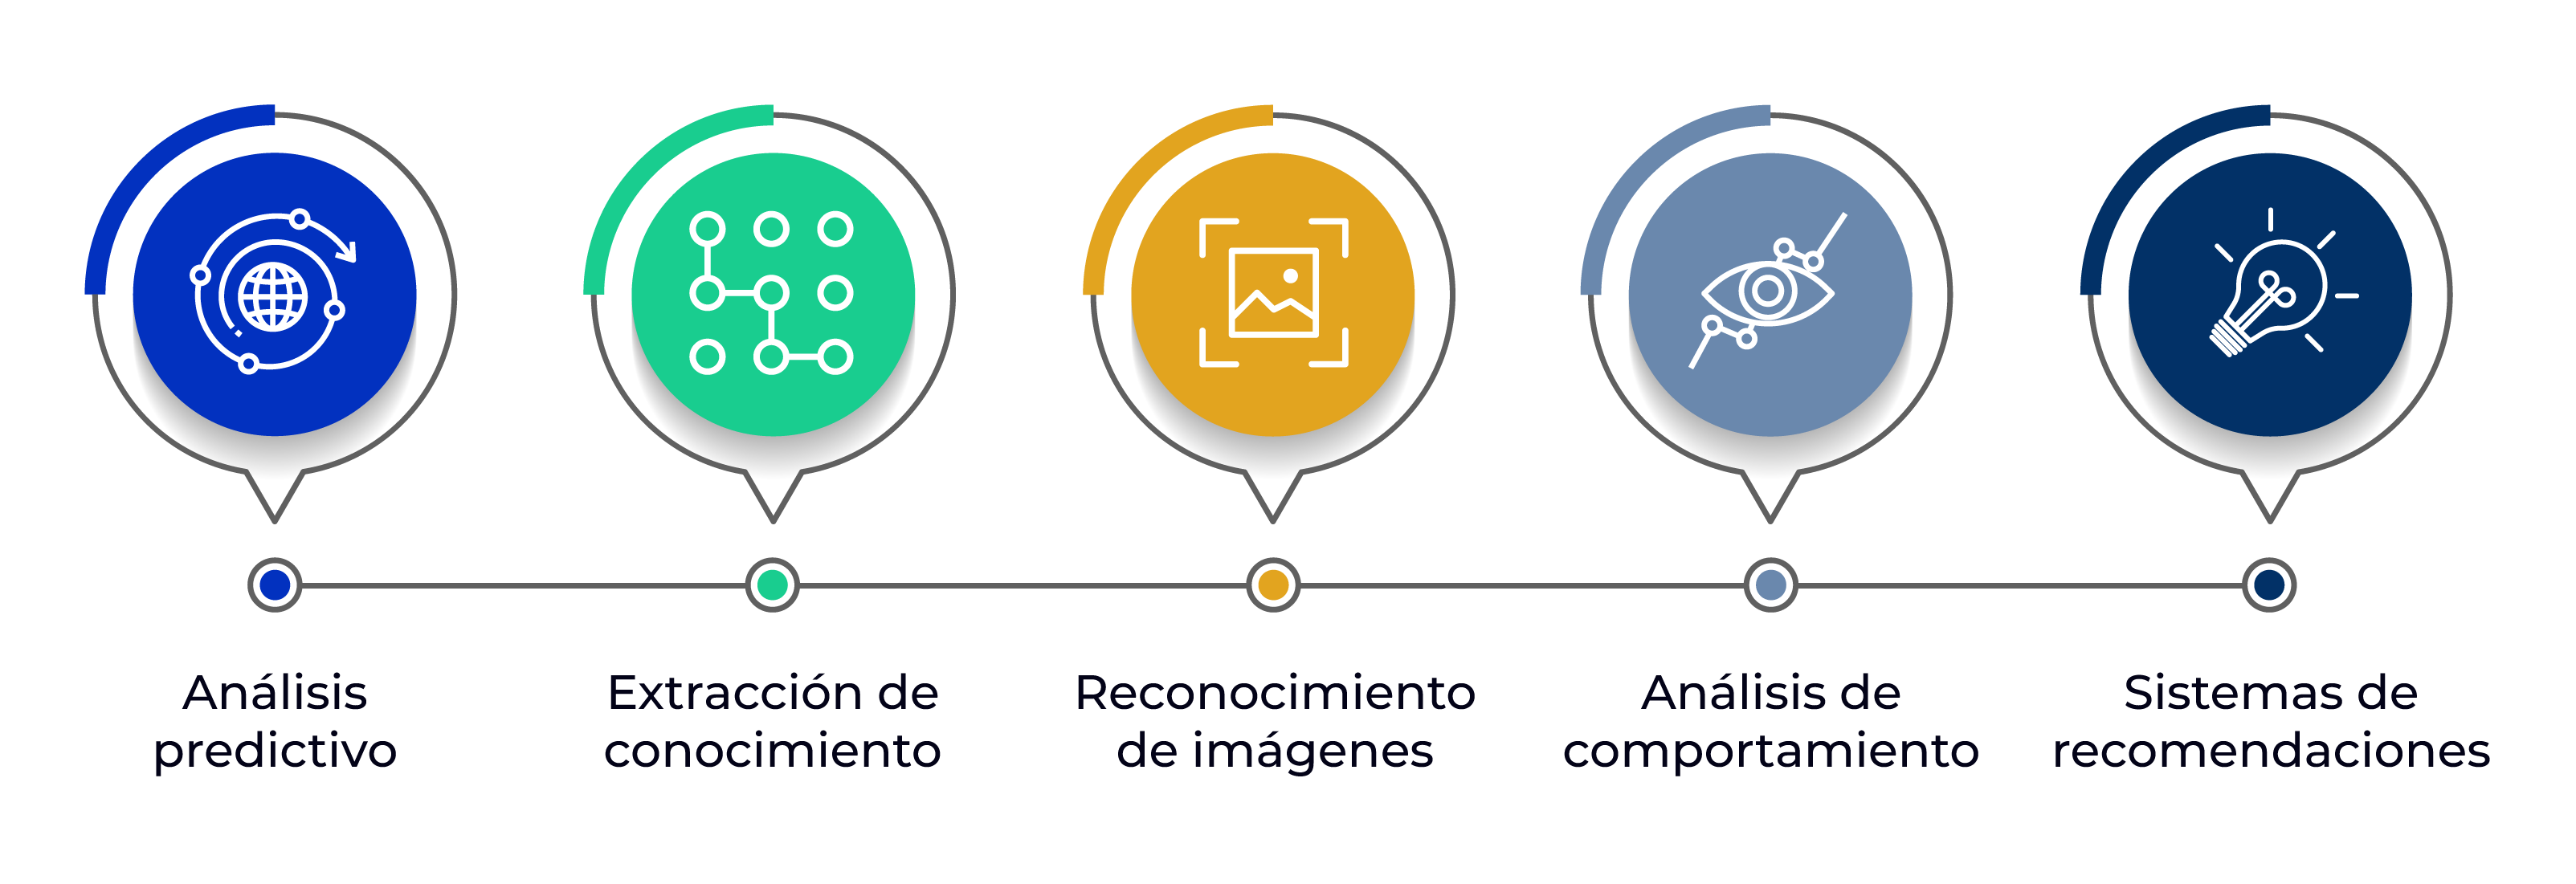 Análisis
predictivo
Extracción de
conocimiento
Reconocimiento
de imágenes
Análisis de
comportamiento
Sistemas de
recomendaciones